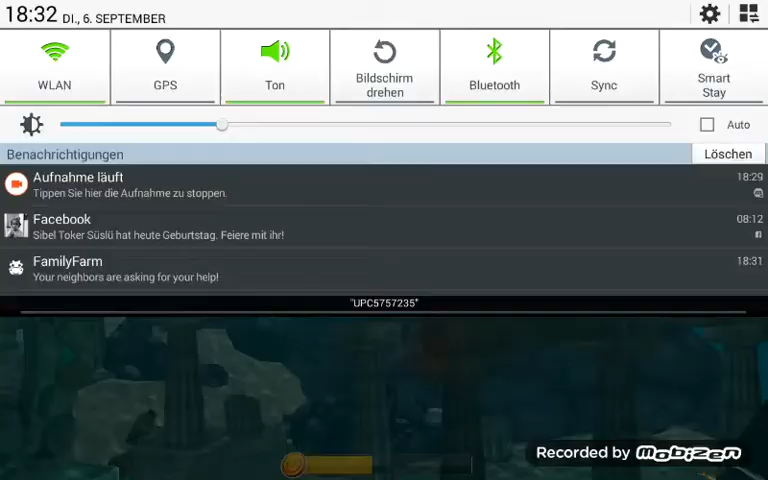 18:32 DI., 6. SEPTEMBER
WLAN
GPS
Ton
Bildschirm
drehen
Bluetooth
Sync
Smart
Stay
Auto
Benachrichtigungen
Löschen
Aufnahme läuft
18:29
Tippen Sie hier die Aufnahme zu stoppen.
Facebook
08:12
Sibel Toker Süslü hat heute Geburtstag. Feiere mit ihr!
FamilyFarm
18:31
Your neighbors are asking for your help!
"UPC5757235"
Recorded by Mobizen